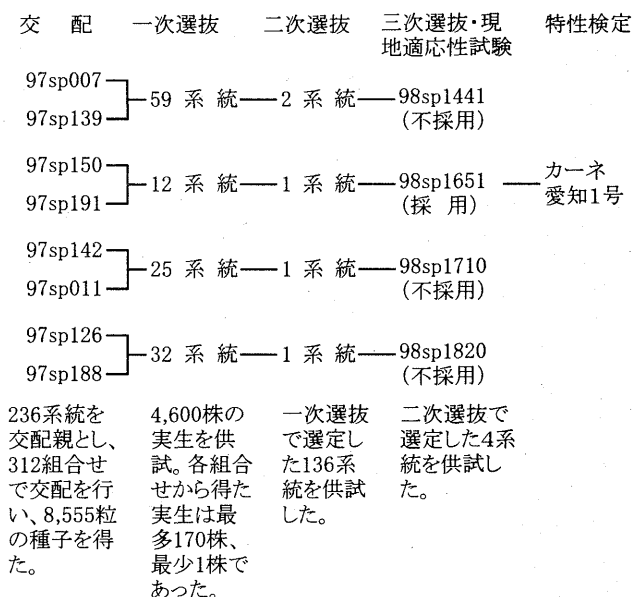 交　配　一次選抜　二次選抜　三次選抜・現地適応性試験　特性検定
97sp007
97sp139
59 系 統
2 系 統
98sp1441
(不採用)
97sp150
97sp191
12 系 統
1 系 統
98sp1651
(採　用)
カーネ
愛知1号
97sp142
97sp011
25 系 統
1 系 統
98sp1710
(不採用)
97sp126
97sp188
32 系 統
1 系 統
98sp1820
(不採用)
236系統を
交配親とし、
312組合せ
で交配を行
い、8,555粒
の種子を得
た。
4,600株の
実生を供
試。各組合
せから得た
実生は最
多170株、
最少1株で
あった。
一次選抜
で選定し
た136系
統を供試
した。
二次選抜で
選定した4系
統を供試し
た。